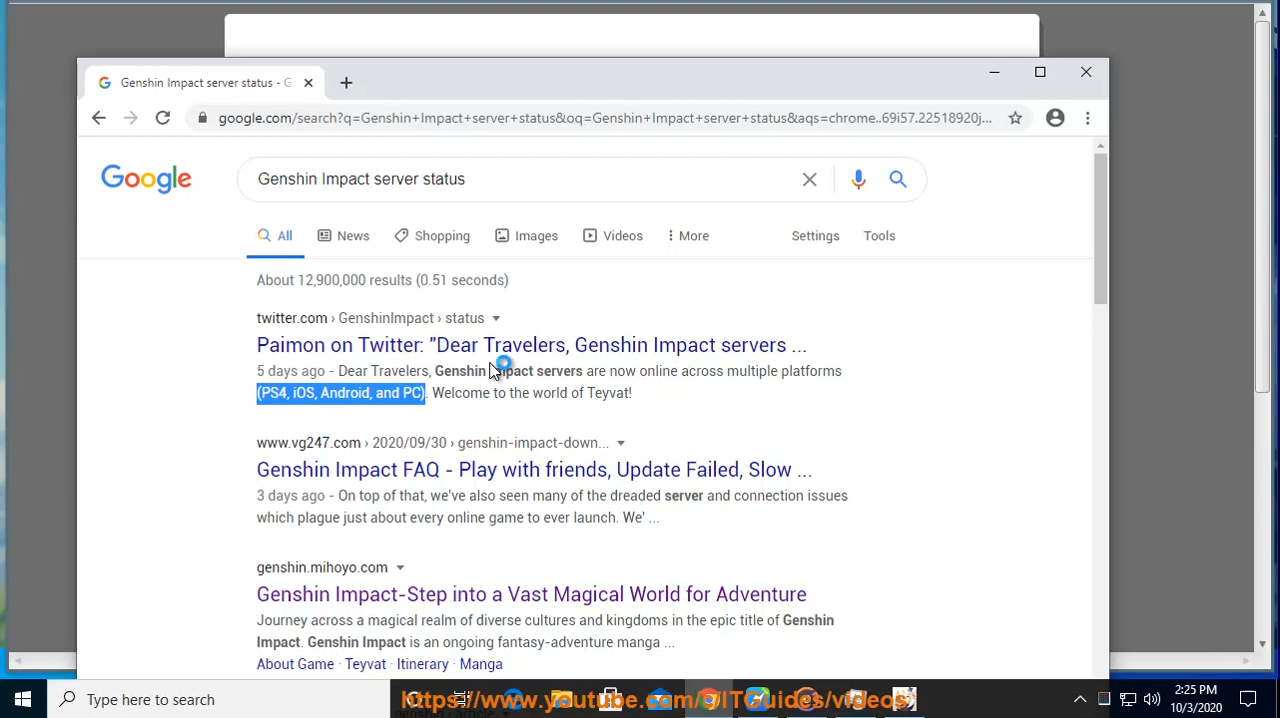 Genshin Impact server status - G
google.com/search?q=Genshin+Impact+server+status&oq=Genshin+Impact+server+status&aqs=chrome..69i57.22518920j...
Google
Genshin Impact server status
All News Shopping Images Videos More Settings Tools
About 12,900,000 results (0.51 seconds)
twitter.com › GenshinImpact › status
Paimon on Twitter: "Dear Travelers, Genshin Impact servers ...
5 days ago - Dear Travelers, Genshin Impact servers are now online across multiple platforms
(PS4, iOS, Android, and PC). Welcome to the world of Teyvat!
www.vg247.com › 2020/09/30 › genshin-impact-down...
Genshin Impact FAQ - Play with friends, Update Failed, Slow ...
3 days ago - On top of that, we've also seen many of the dreaded server and connection issues
which plague just about every online game to ever launch. We' ...
genshin.mihoyo.com
Genshin Impact-Step into a Vast Magical World for Adventure
Journey across a magical realm of diverse cultures and kingdoms in the epic title of Genshin
Impact. Genshin Impact is an ongoing fantasy-adventure manga ...
About Game · Teyvat · Itinerary · Manga
Type here to search
Https://www.youtube.com/c/ITGuides/videos
2:25 PM
10/3/2020